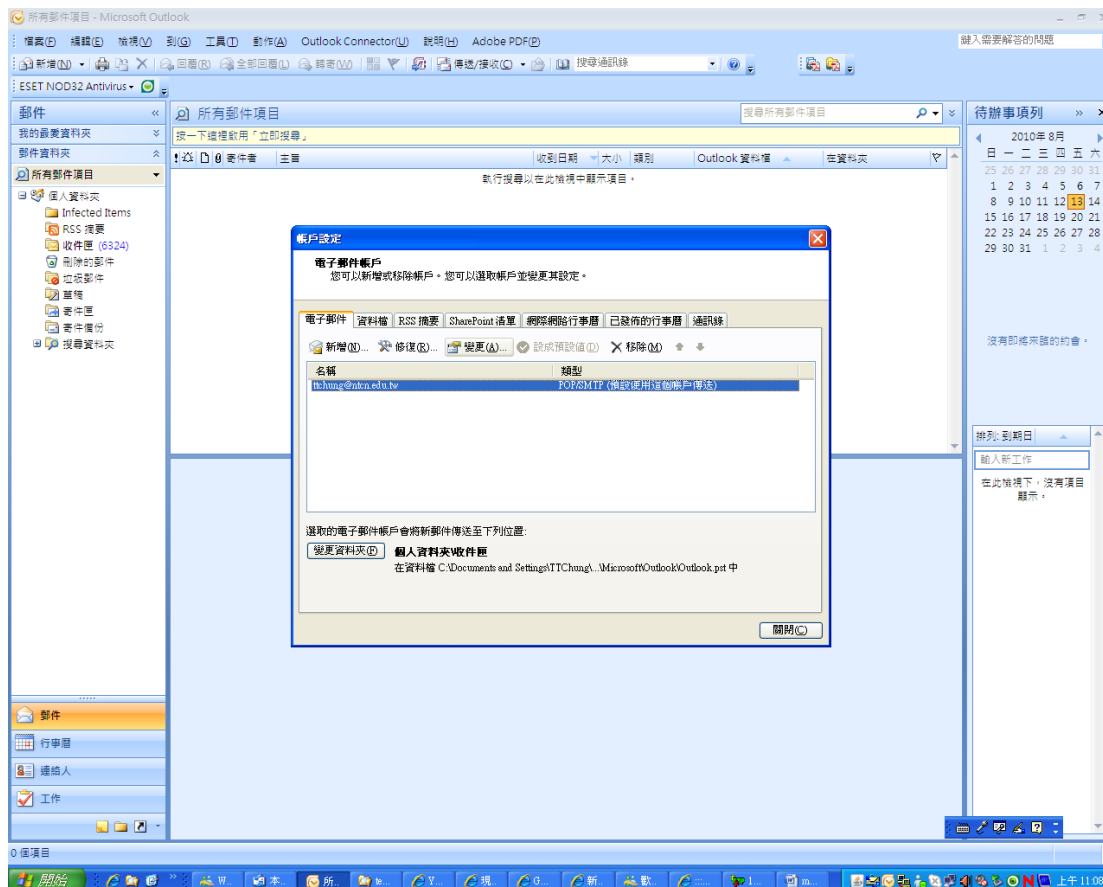 所有郵件項目 - Microsoft Outlook
檔案(F) 編輯(E) 檢視(V) 到(G) 工具(T) 動作(A) Outlook Connector(U) 說明(H) Adobe PDF(P)
鍵入需要解答的問題
新增(N) 回覆(R) 全部回覆(L) 轉寄(W) 傳送/接收(C) 搜尋通訊錄
ESET NOD32 Antivirus
郵件 «
我的最愛資料夾
郵件資料夾
所有郵件項目
個人資料夾
Infected Items
RSS 摘要
收件匣 (6324)
刪除的郵件
垃圾郵件
草稿
寄件匣
寄件備份
搜尋資料夾
郵件
行事曆
連絡人
工作
所有郵件項目
搜尋所有郵件項目
按一下這裡啟用「立即搜尋」
寄件者 主旨 收到日期 大小 類別 Outlook 資料檔 在資料夾
執行搜尋以在此檢視中顯示項目。
帳戶設定
電子郵件帳戶
您可以新增或移除帳戶。您可以選取帳戶並變更其設定。
電子郵件 資料檔 RSS 摘要 SharePoint 清單 網際網路行事曆 已發佈的行事曆 通訊錄
新增(N)... 修復(R)... 變更(A)... 設成預設值(D) 移除(M)
名稱 類型
ttchung@ntcn.edu.tw POP/SMTP (預設使用這個帳戶傳送)
選取的電子郵件帳戶會將新郵件傳送至下列位置:
變更資料夾(F) 個人資料夾\收件匣
在資料檔 C:\Documents and Settings\TTChung\...\Microsoft\Outlook\Outlook.pst 中
關閉(C)
待辦事項列 »
2010年 8月
日 一 二 三 四 五 六
25 26 27 28 29 30 31
1 2 3 4 5 6 7
8 9 10 11 12 13 14
15 16 17 18 19 20 21
22 23 24 25 26 27 28
29 30 31 1 2 3 4
沒有即將來臨的約會。
排列: 到期日
輸入新工作
在此檢視下，沒有項目
顯示。
0 個項目
開始 W... 本... 所... te... Y... 現... G... 新... 歡... :::... 1... m... 上午 11:08